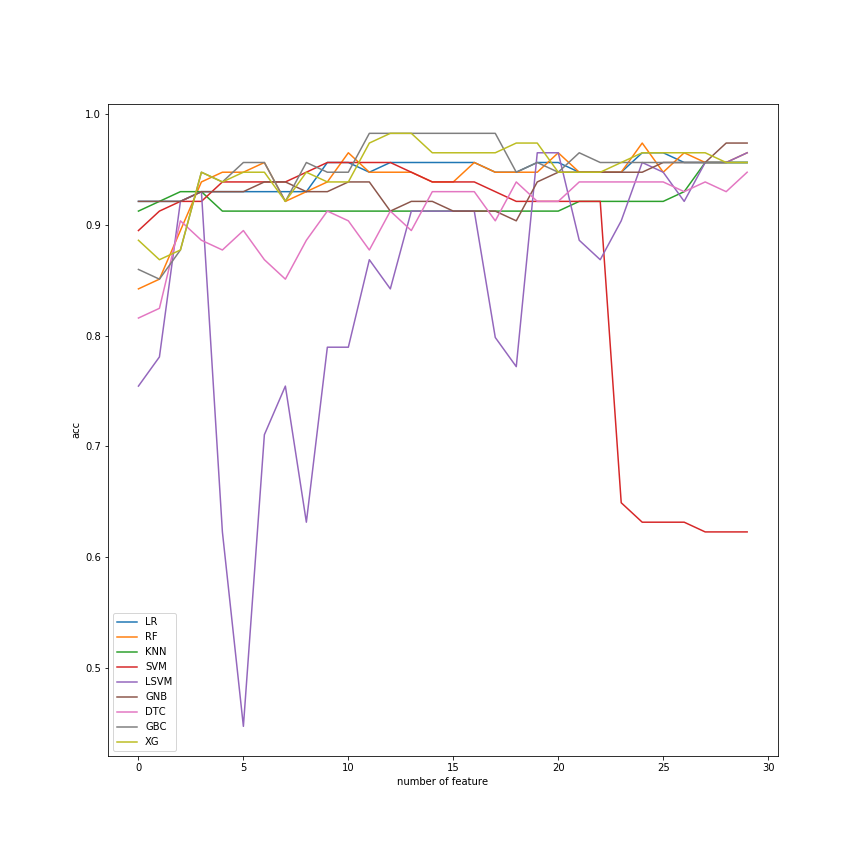 1.0
0.9
0.8
0.7
0.6
0.5
acc
LR
RF
KNN
SVM
LSVM
GNB
DTC
GBC
XG
0 5 10 15 20 25 30
number of feature